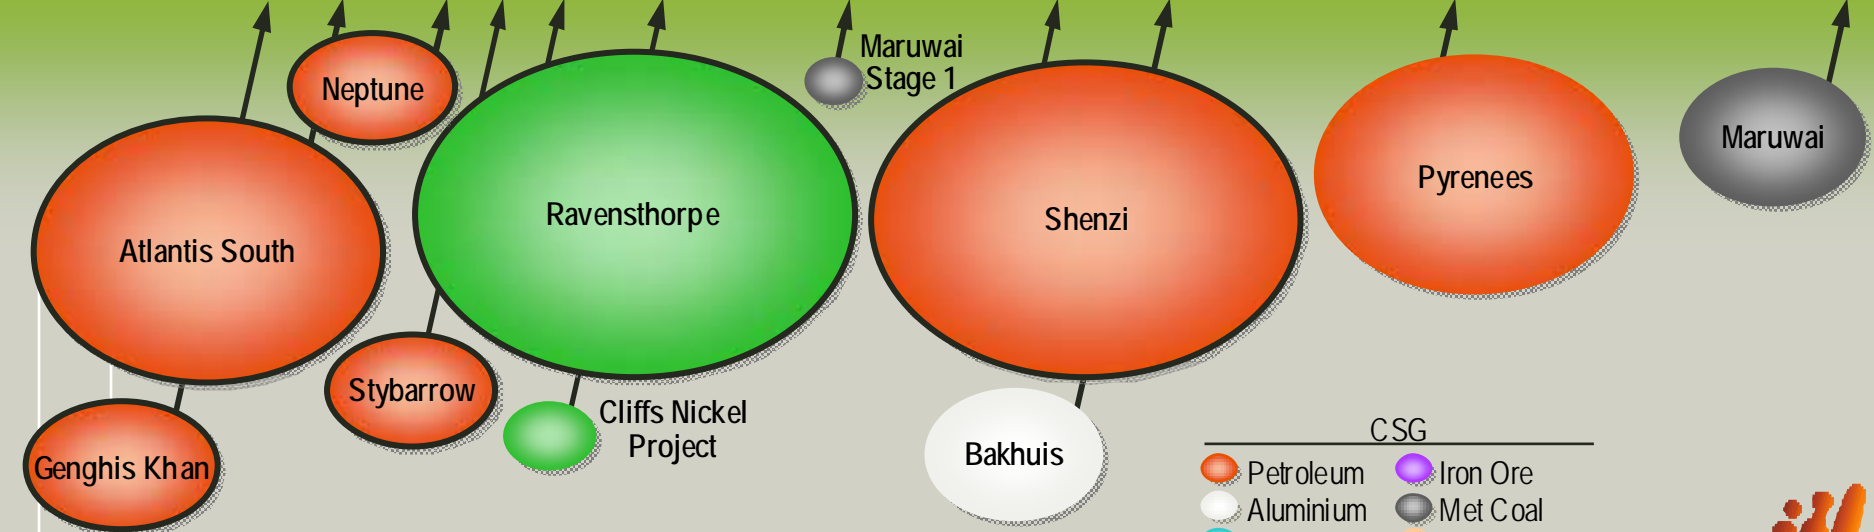 Maruwai
Stage 1
Neptune
Maruwai
Pyrenees
Ravensthorpe
Shenzi
Atlantis South
Stybarrow
Cliffs Nickel
Project
Bakhuis
Genghis Khan
CSG
Petroleum
Iron Ore
Aluminium
Met Coal